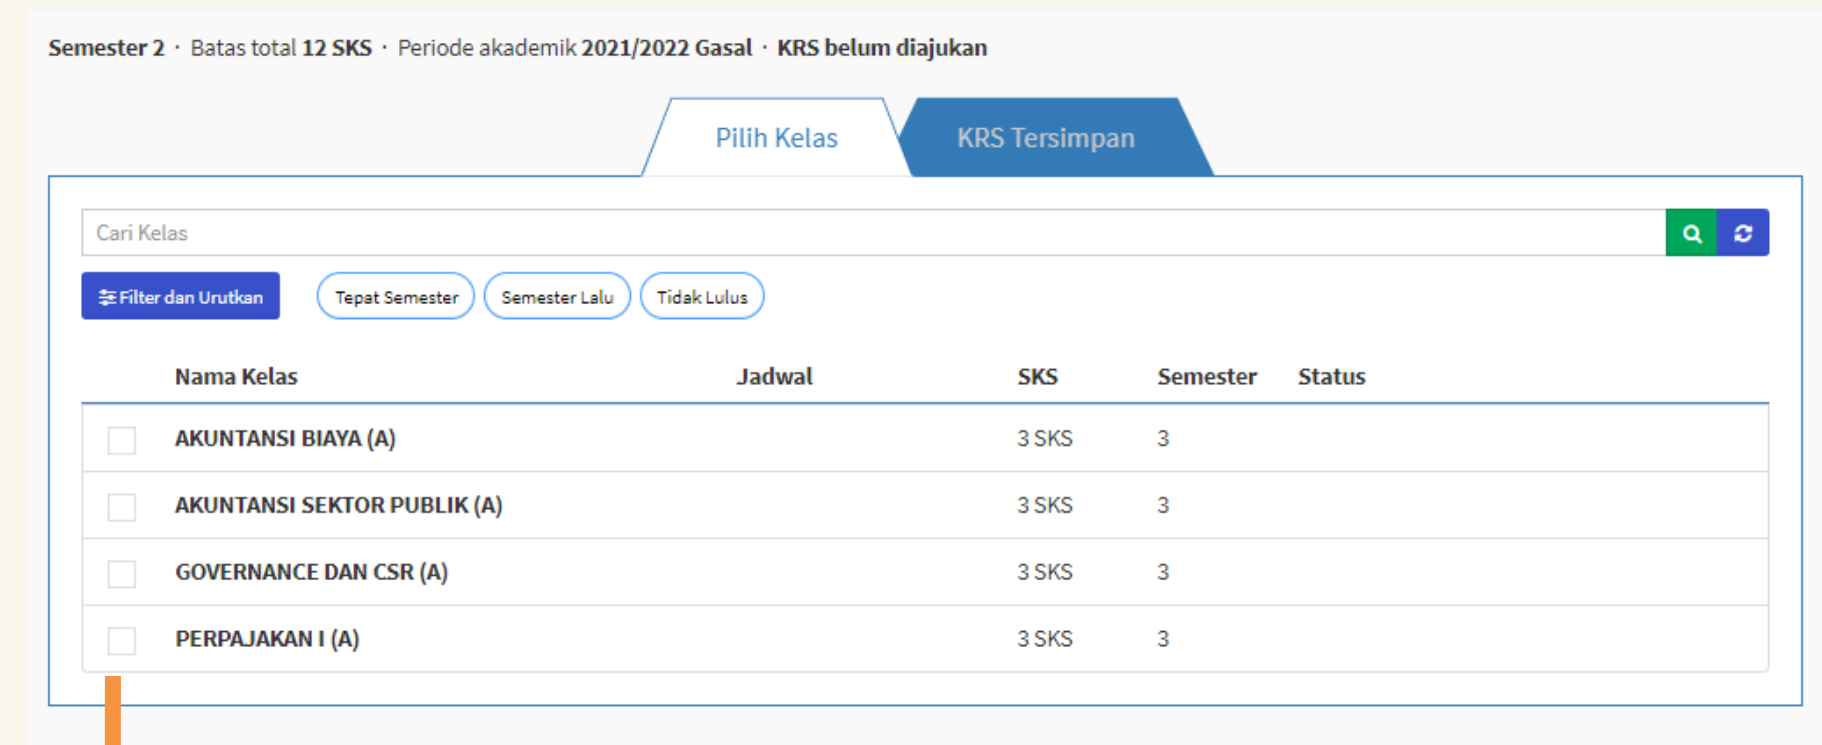 Semester 2 · Batas total 12 SKS · Periode akademik 2021/2022 Gasal · KRS belum diajukan
Pilih Kelas KRS Tersimpan
Cari Kelas
Filter dan Urutkan Tepat Semester Semester Lalu Tidak Lulus
Nama Kelas Jadwal SKS Semester Status
AKUNTANSI BIAYA (A) 3 SKS 3
AKUNTANSI SEKTOR PUBLIK (A) 3 SKS 3
GOVERNANCE DAN CSR (A) 3 SKS 3
PERPAJAKAN I (A) 3 SKS 3